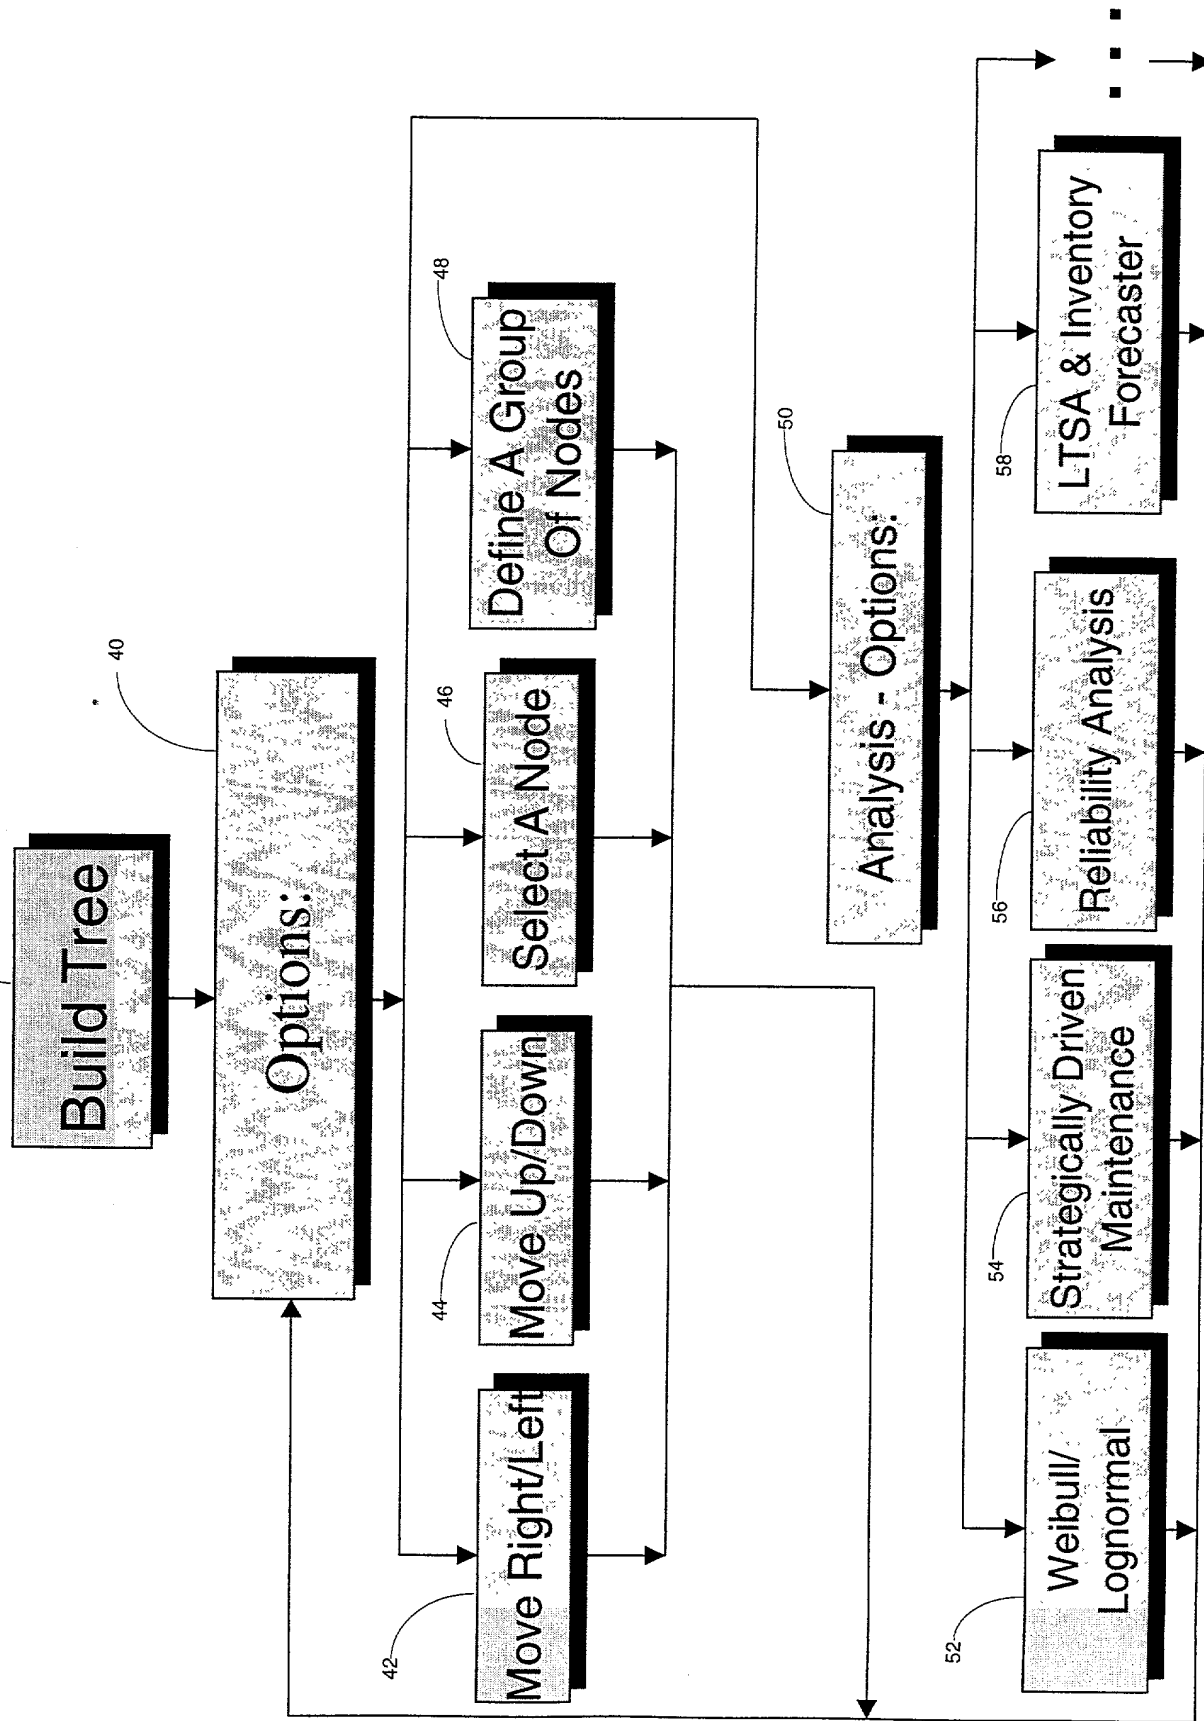 Build Tree
40
Options:
42
Move Right/Left
44
Move Up/Down
46
Select A Node
48
Define A Group
Of Nodes
50
Analysis - Options:
52
Weibull/
Lognormal
54
Strategically Driven
Maintenance
56
Reliability Analysis
58
LTSA & Inventory
Forecaster